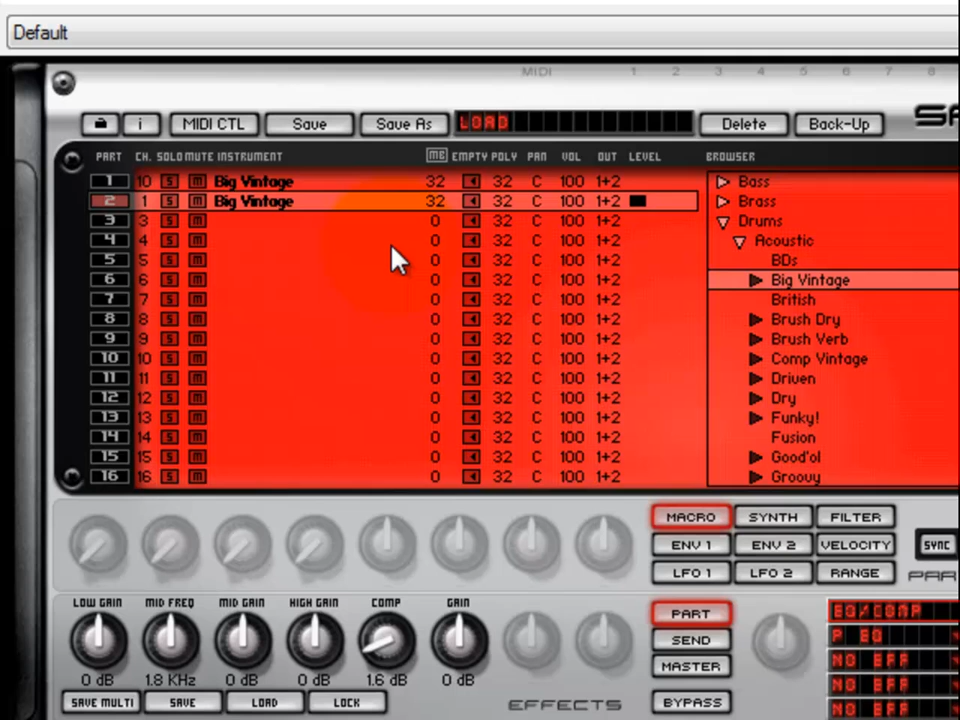 Default
MIDI 1 2 3 4 5 6 7 8
i MIDI CTL Save Save As LOAD Delete Back-Up
PART CH. SOLO MUTE INSTRUMENT MB EMPTY POLY PAN VOL OUT LEVEL BROWSER
1 10 S M Big Vintage 32 32 C 100 1+2 Bass
2 1 S M Big Vintage 32 32 C 100 1+2 Brass
3 3 S M 0 32 C 100 1+2 Drums
4 4 S M 0 32 C 100 1+2 Acoustic
5 5 S M 0 32 C 100 1+2 BDs
6 6 S M 0 32 C 100 1+2 Big Vintage
7 7 S M 0 32 C 100 1+2 British
8 8 S M 0 32 C 100 1+2 Brush Dry
9 9 S M 0 32 C 100 1+2 Brush Verb
10 10 S M 0 32 C 100 1+2 Comp Vintage
11 11 S M 0 32 C 100 1+2 Driven
12 12 S M 0 32 C 100 1+2 Dry
13 13 S M 0 32 C 100 1+2 Funky!
14 14 S M 0 32 C 100 1+2 Fusion
15 15 S M 0 32 C 100 1+2 Good'ol
16 16 S M 0 32 C 100 1+2 Groovy
MACRO SYNTH FILTER
ENV 1 ENV 2 VELOCITY SYNC
LFO 1 LFO 2 RANGE
LOW GAIN MID FREQ MID GAIN HIGH GAIN COMP GAIN
PART EQ/COMP
SEND P EQ
MASTER NO EFF
0 dB 1.8 KHz 0 dB 0 dB 1.6 dB 0 dB NO EFF
SAVE MULTI SAVE LOAD LOCK EFFECTS BYPASS NO EFF